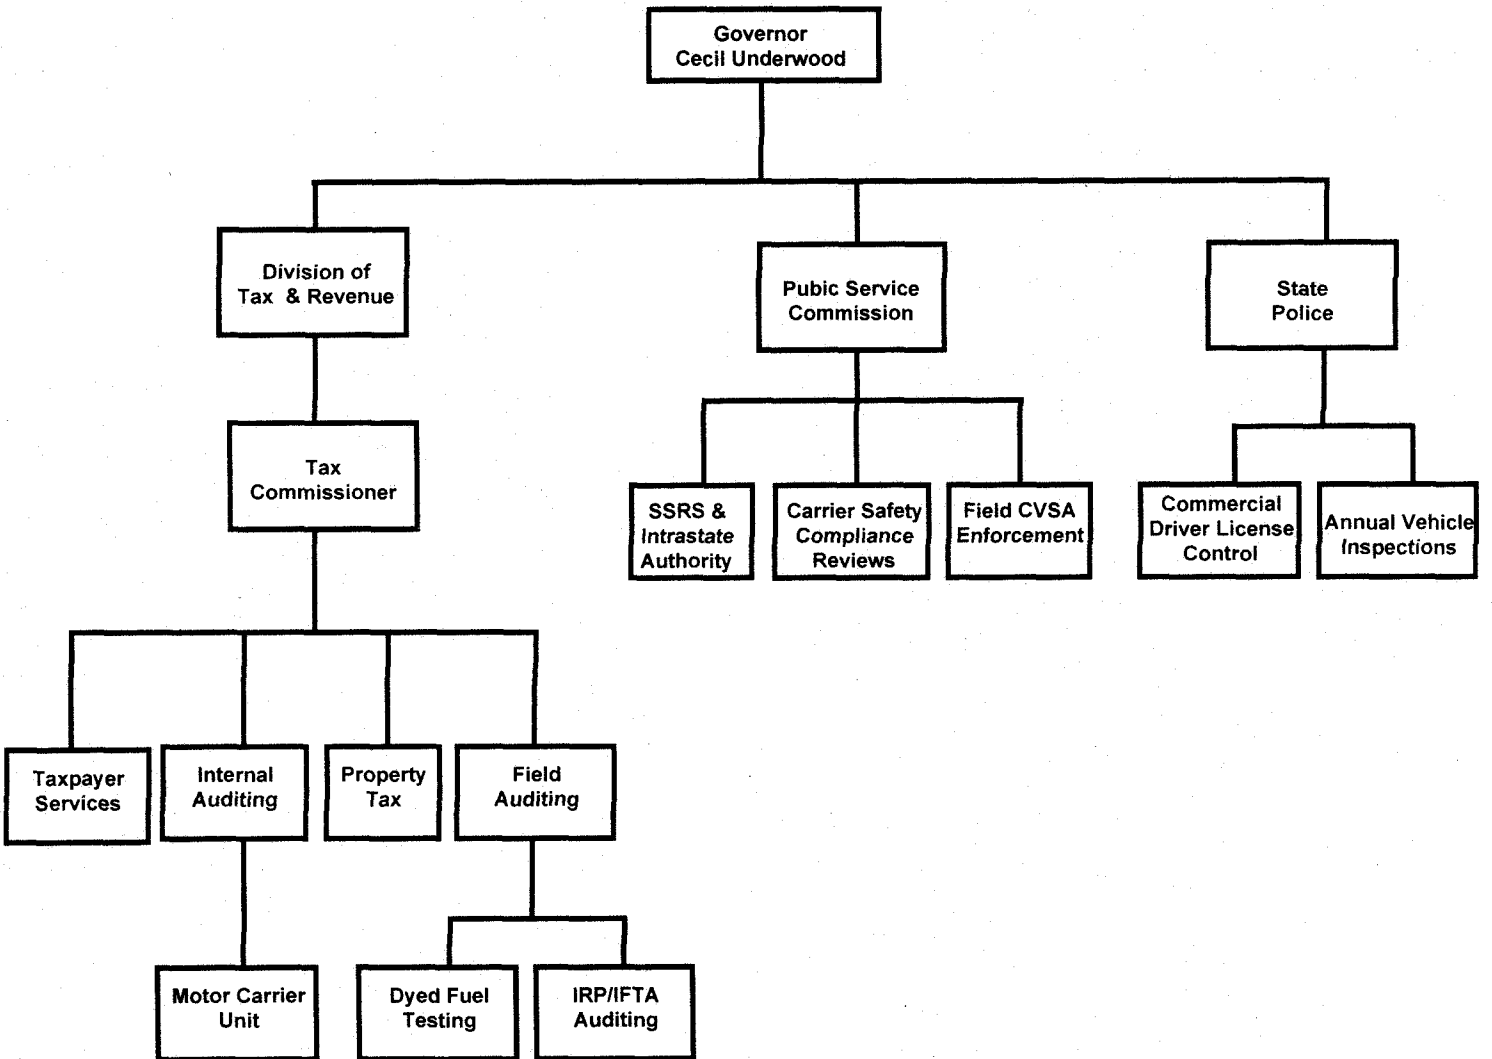 Governor
Cecil Underwood
Division of
Tax & Revenue
Pubic Service
Commission
State
Police
Tax
Commissioner
SSRS &
Intrastate
Authority
Carrier Safety
Compliance
Reviews
Field CVSA
Enforcement
Commercial
Driver License
Control
Annual Vehicle
Inspections
Taxpayer
Services
Internal
Auditing
Property
Tax
Field
Auditing
Motor Carrier
Unit
Dyed Fuel
Testing
IRP/IFTA
Auditing